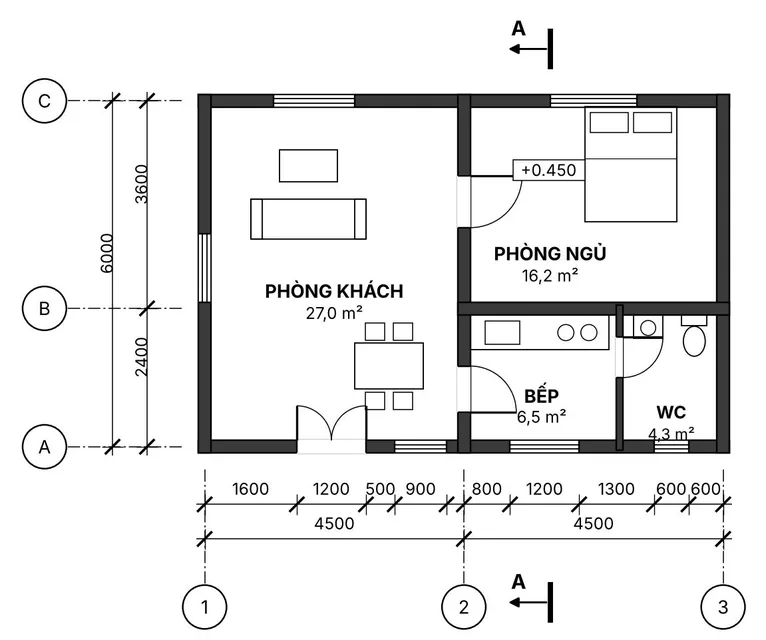 A
C
3600
+0.450
6000
PHÒNG NGỦ
16,2 m²
PHÒNG KHÁCH
27,0 m²
B
2400
BẾP
6,5 m²
WC
4,3 m²
A
1600 1200 500 900 800 1200 1300 600 600
4500 4500
A
1 2 3